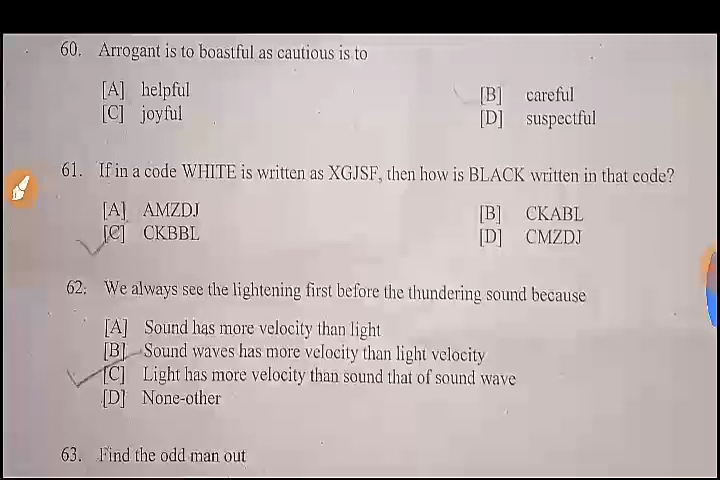 60. Arrogant is to boastful as cautious is to
[A] helpful [B] careful
[C] joyful [D] suspectful
61. If in a code WHITE is written as XGJSF, then how is BLACK written in that code?
[A] AMZDJ [B] CKABL
[C] CKBBL [D] CMZDJ
62. We always see the lightening first before the thundering sound because
[A] Sound has more velocity than light
[B] Sound waves has more velocity than light velocity
[C] Light has more velocity than sound that of sound wave
[D] None-other
63. Find the odd man out